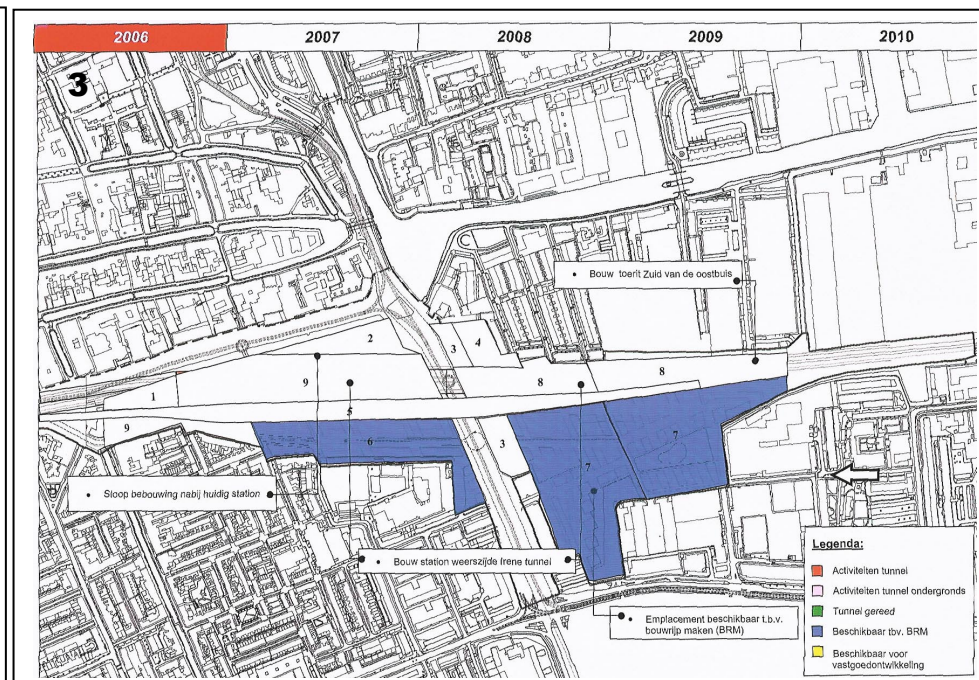 2006 2007 2008 2009 2010
3
• Bouw toerit Zuid van de oostbuis
2
3
4
1
9
8
8
5
9
6
3
7
7
• Sloop bebouwing nabij huidig station
• Bouw station weerszijde Irene tunnel
• Emplacement beschikbaar t.b.v.
bouwrijp maken (BRM)
Legenda:
Activiteiten tunnel
Activiteiten tunnel ondergronds
Tunnel gereed
Beschikbaar tbv. BRM
Beschikbaar voor
vastgoedontwikkeling